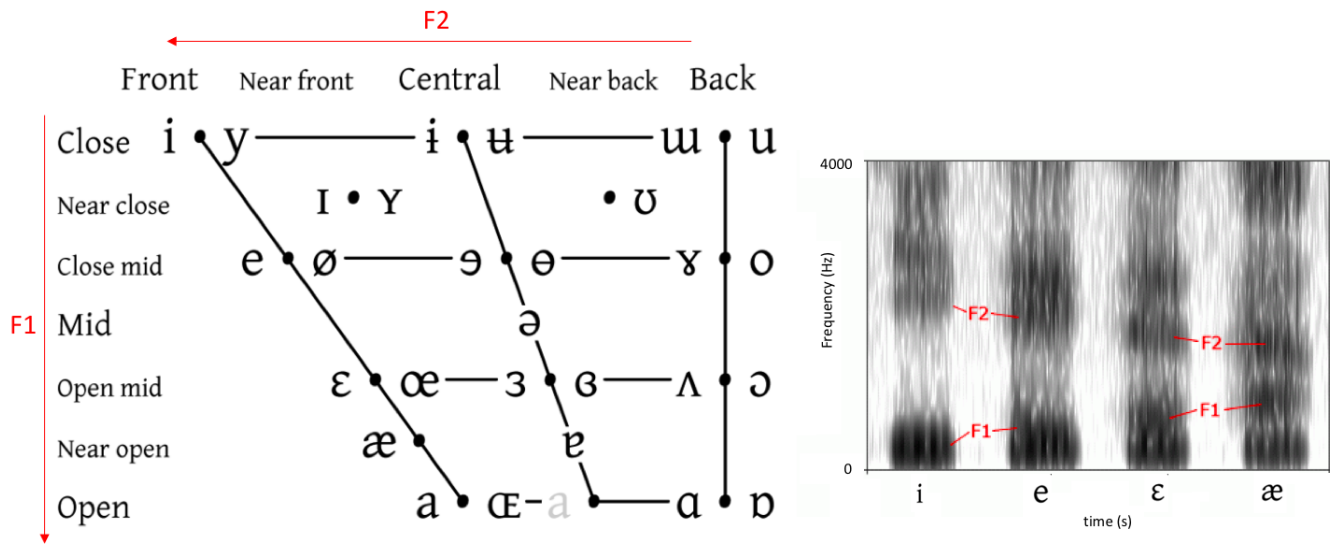 F2
Front Near front Central Near back Back
F1
Close i y ɨ ʉ ɯ u
Near close ɪ ʏ ʊ
Close mid e ø ɘ ɵ ɤ o
Mid ə
Open mid ɛ œ ɜ ɞ ʌ ɔ
Near open æ ɐ
Open a ɶ a ɑ ɒ
4000
Frequency (Hz)
0
F2
F2
F1
F1
i e ɛ æ
time (s)